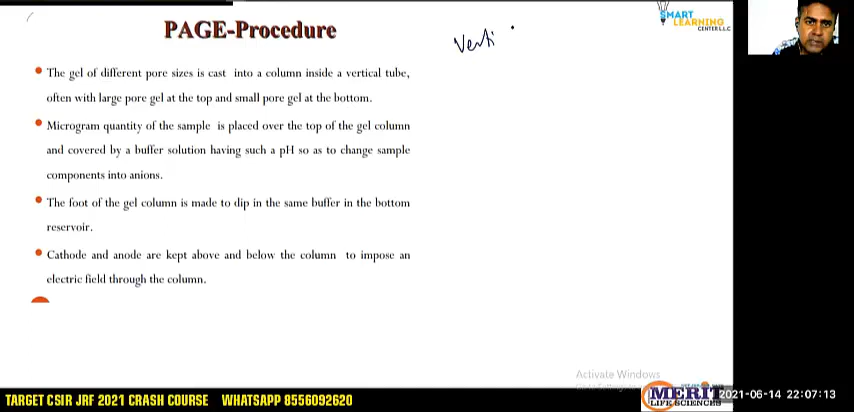 PAGE-Procedure
Verti
SMART
LEARNING
CENTER L.L.C
The gel of different pore sizes is cast into a column inside a vertical tube,
often with large pore gel at the top and small pore gel at the bottom.
Microgram quantity of the sample is placed over the top of the gel column
and covered by a buffer solution having such a pH so as to change sample
components into anions.
The foot of the gel column is made to dip in the same buffer in the bottom
reservoir.
Cathode and anode are kept above and below the column to impose an
electric field through the column.
Activate Windows
MERIT
LIFE SCIENCES
2021-06-14 22:07:13
TARGET CSIR JRF 2021 CRASH COURSE WHATSAPP 8556092620